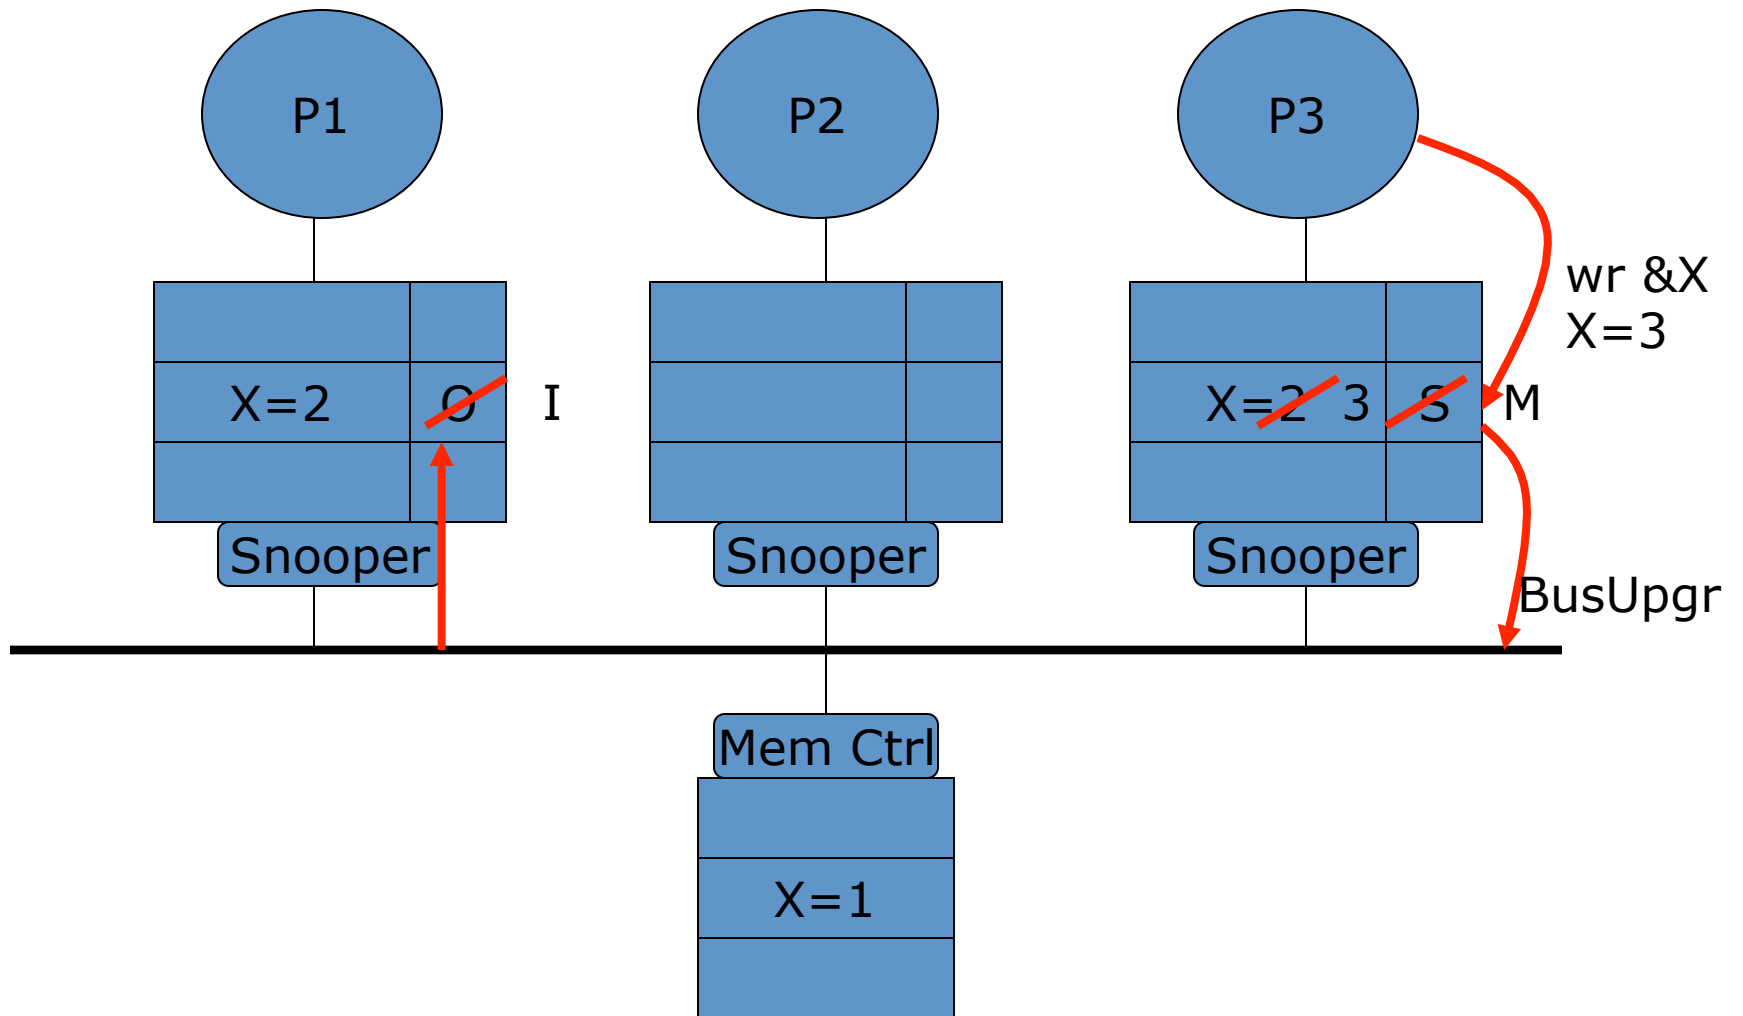 P1
P2
P3
wr &X
X=3
X=2 O I
X=2 3 S M
Snooper
Snooper
Snooper
BusUpgr
Mem Ctrl
X=1